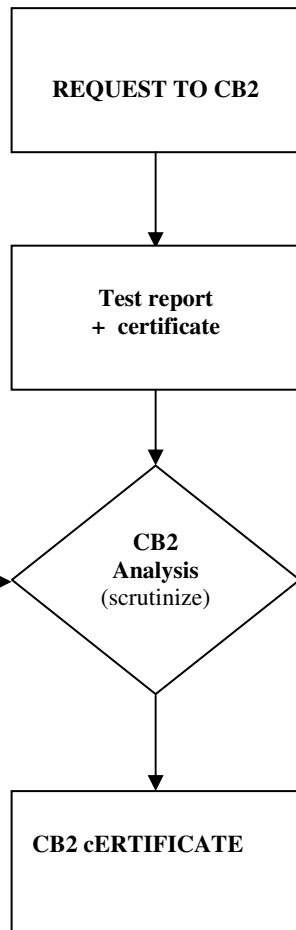 REQUEST TO CB2
Test report
+ certificate
CB2
Analysis
(scrutinize)
CB2 cERTIFICATE